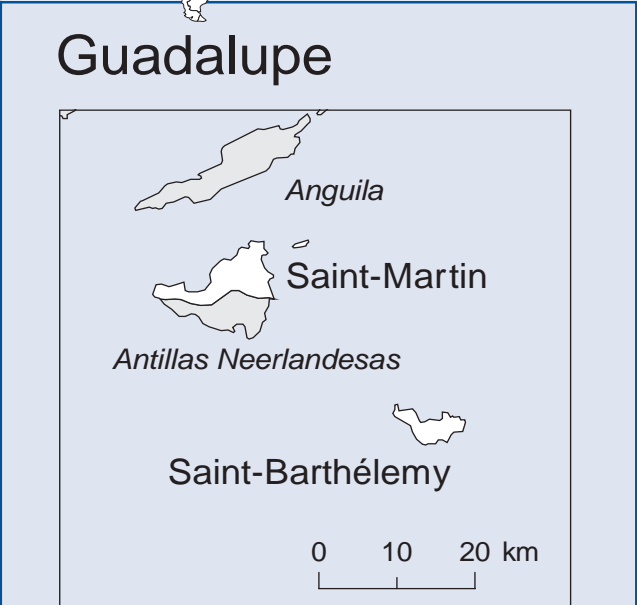 Guadalupe
Anguila
Saint-Martin
Antillas Neerlandesas
Saint-Barthélemy
0 10 20 km